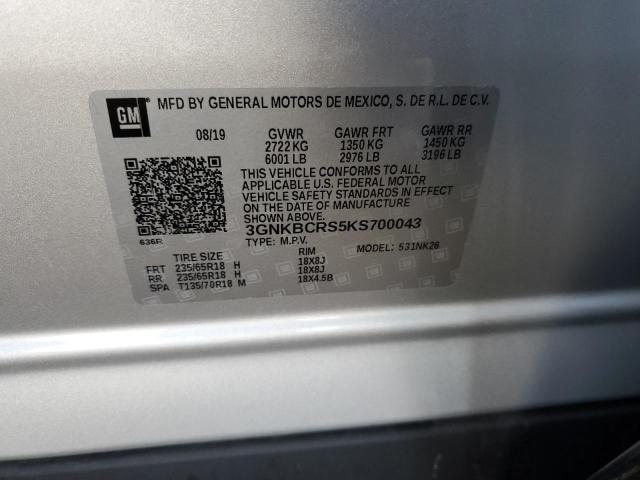 GM MFD BY GENERAL MOTORS DE MEXICO, S. DE R.L. DE C.V.
08/19 GVWR GAWR FRT GAWR RR
2722 KG 1350 KG 1450 KG
6001 LB 2976 LB 3196 LB
THIS VEHICLE CONFORMS TO ALL
APPLICABLE U.S. FEDERAL MOTOR
VEHICLE SAFETY STANDARDS IN EFFECT
ON THE DATE OF MANUFACTURE SHOWN ABOVE.
3GNKBCRS5KS700043
636R TYPE: M.P.V. MODEL: 531NK26
TIRE SIZE RIM
FRT 235/65R18 H 18X8J
RR 235/65R18 H 18X8J
SPA T135/70R18 M 18X4.5B